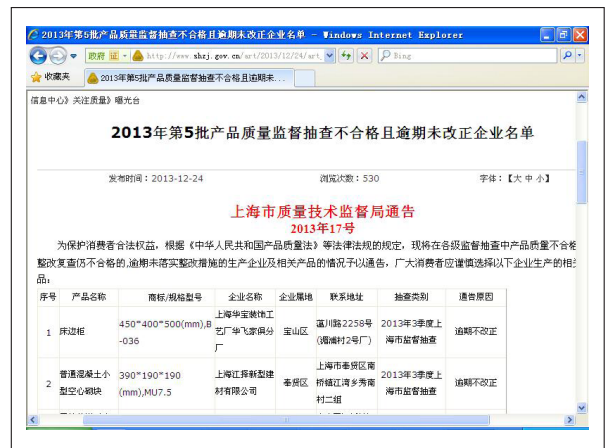 2013年第5批产品质量监督抽查不合格且逾期未改正企业名单 - Windows Internet Explorer
政府 证 http://www.shzj.gov.cn/art/2013/12/24/art_ Bing
收藏夹 2013年第5批产品质量监督抽查不合格且逾期未...
信息中心》关注质量》曝光台
2013年第5批产品质量监督抽查不合格且逾期未改正企业名单
发布时间：2013-12-24 浏览次数：530 字体：【大 中 小】
上海市质量技术监督局通告
2013年17号
为保护消费者合法权益，根据《中华人民共和国产品质量法》等法律法规的规定，现将在各级监督抽查中产品质量不合格
整改复查仍不合格的,逾期未落实整改措施的生产企业及相关产品的情况予以通告，广大消费者应谨慎选择以下企业生产的相关
品：
序号 产品名称 商标/规格型号 企业名称 企业属地 联系地址 抽查类别 通告原因
1 床边柜 450*400*500(mm),B-036 上海华宝装饰工艺厂华飞家俱分厂 宝山区 2258号 2013年3季度上海市监督抽查 逾期不改正
2 普通混凝土小型空心砌块 390*190*190(mm),MU7.5 上海江择新型建材有限公司 奉贤区 上海市奉贤区南桥镇江湾乡秀南村二组 2013年3季度上海市监督抽查 逾期不改正